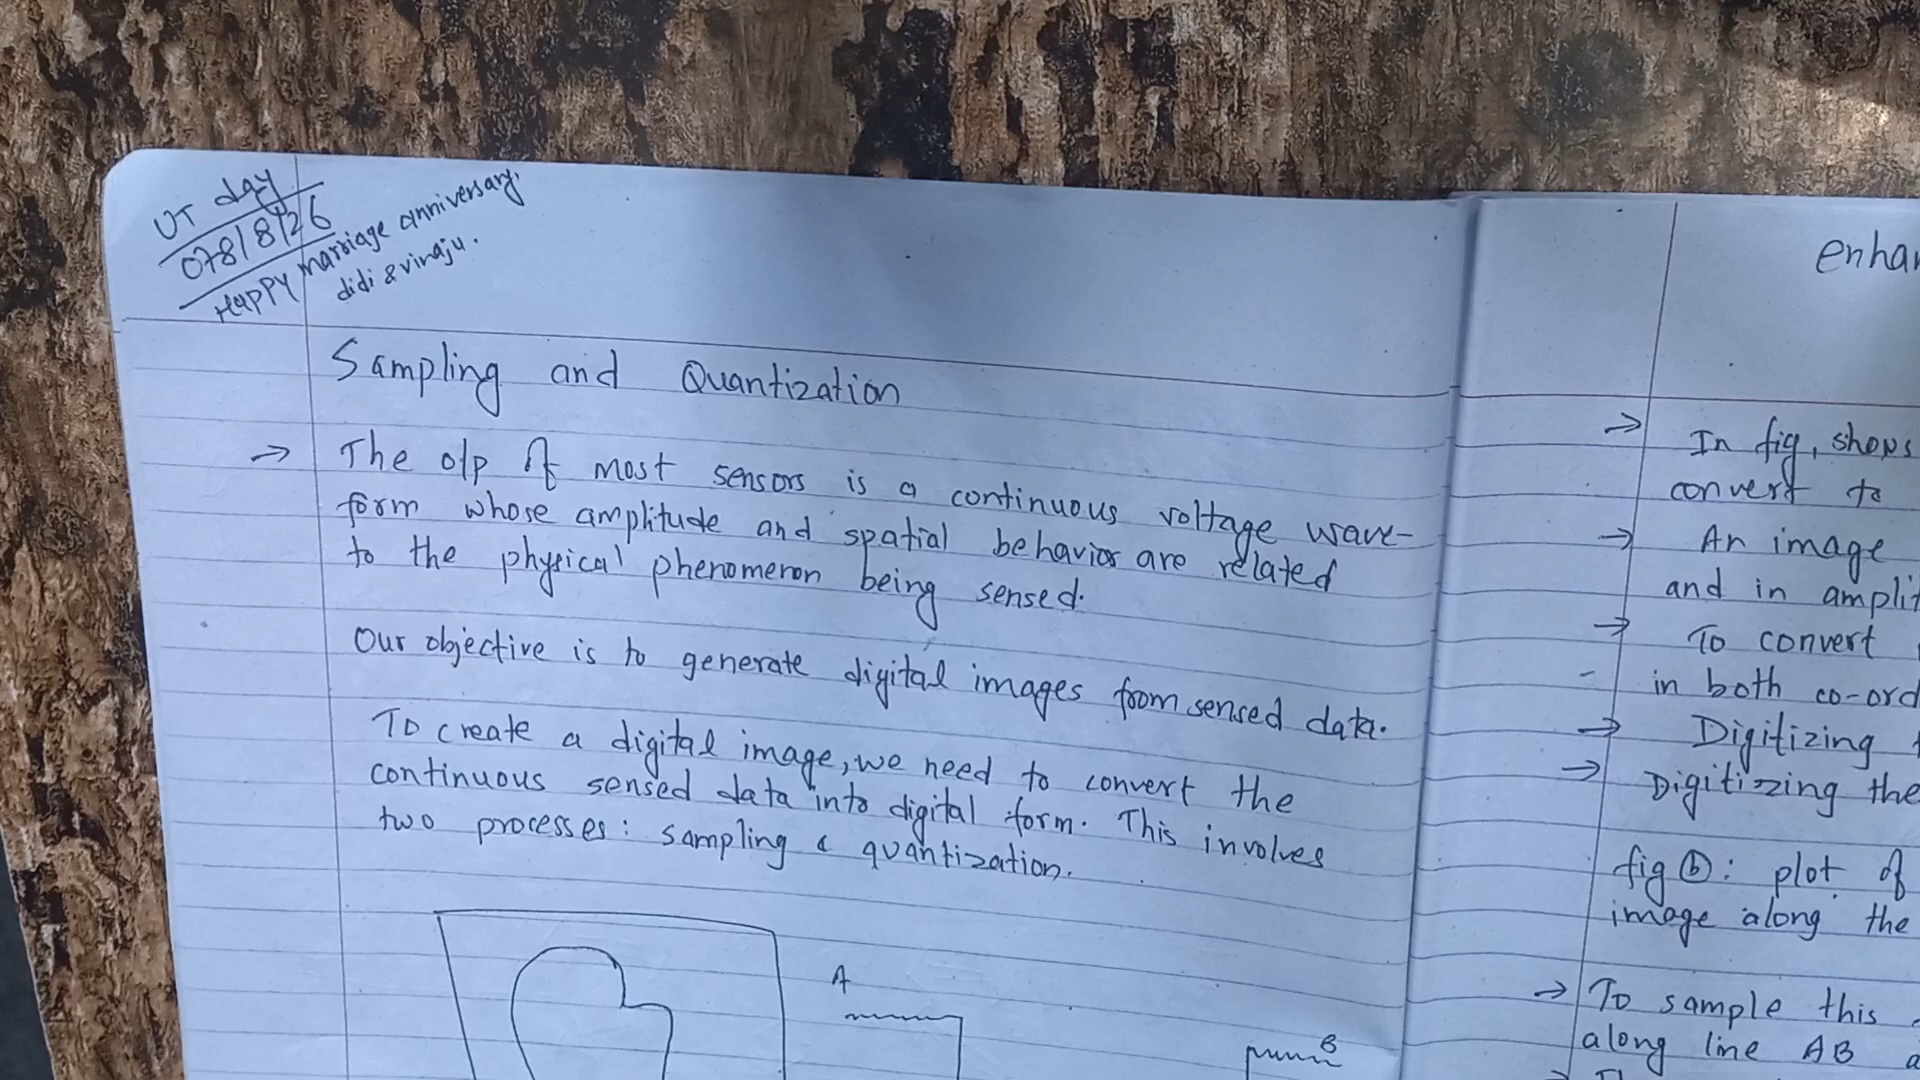 UT day
078/8/26
Happy marriage anniversary.
didi & vinaju.
Sampling and Quantization
→ The o/p of most sensors is a continuous voltage wave-
form whose amplitude and spatial behavior are related
to the physical phenomenon being sensed.
Our objective is to generate digital images from sensed data.
To create a digital image, we need to convert the
continuous sensed data into digital form. This involves
two processes: sampling & quantization.
A
B
enhan
→ In fig, shows
convert to
→ An image
and in amplit
→ To convert
- in both co-ord
→ Digitizing
→ Digitizing the
fig ⓑ: plot of
image along the
→ To sample this
along line AB